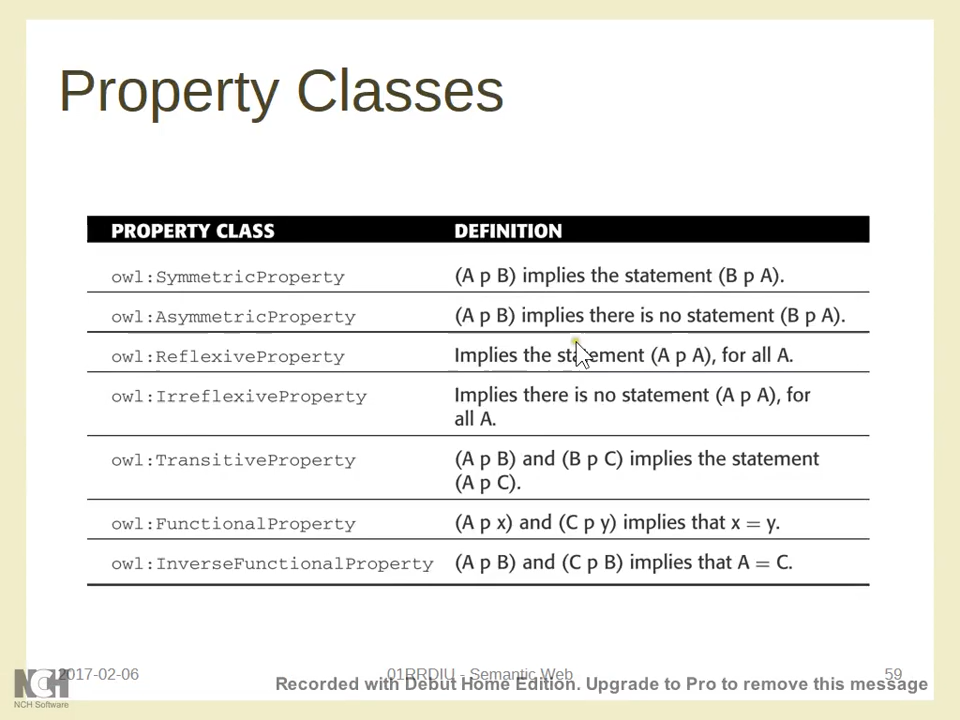 Property Classes
PROPERTY CLASS DEFINITION
owl:SymmetricProperty (A p B) implies the statement (B p A).
owl:AsymmetricProperty (A p B) implies there is no statement (B p A).
owl:ReflexiveProperty Implies the statement (A p A), for all A.
owl:IrreflexiveProperty Implies there is no statement (A p A), for
all A.
owl:TransitiveProperty (A p B) and (B p C) implies the statement
(A p C).
owl:FunctionalProperty (A p x) and (C p y) implies that x = y.
owl:InverseFunctionalProperty (A p B) and (C p B) implies that A = C.
2017-02-06 01RRDIU - Semantic Web 59
NCH
Recorded with Debut Home Edition. Upgrade to Pro to remove this message
NCH Software